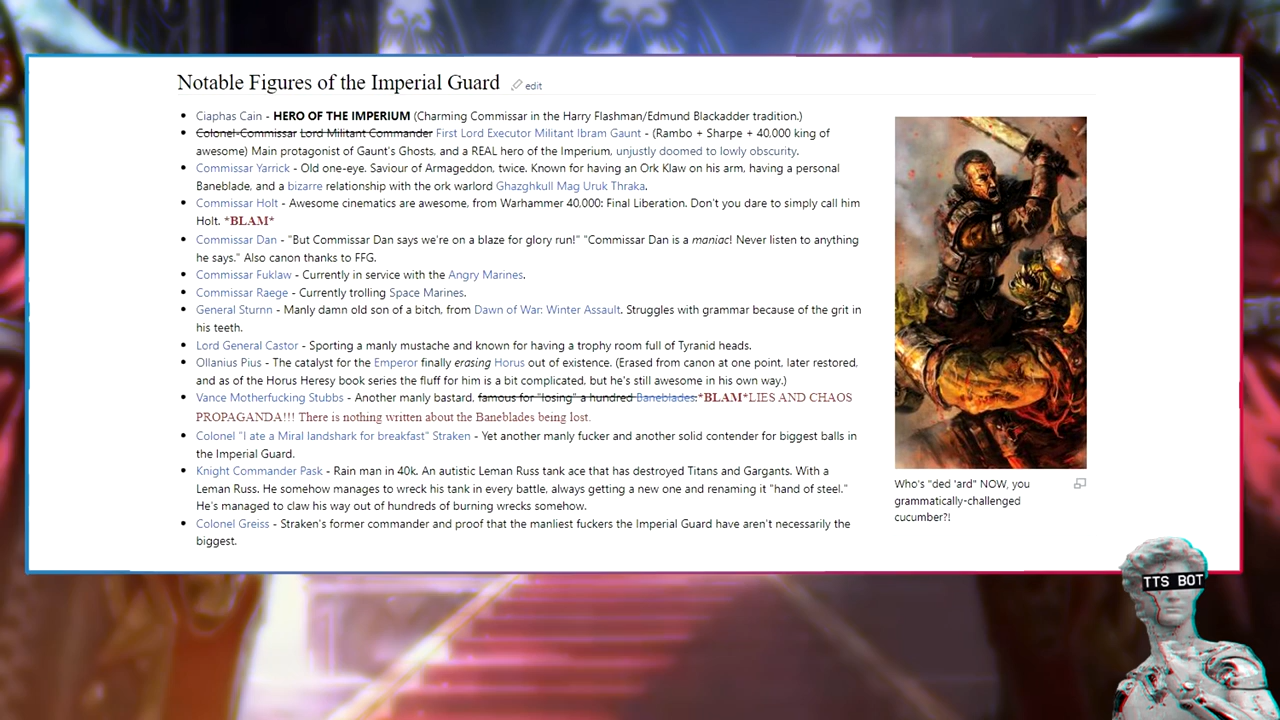 Notable Figures of the Imperial Guard edit
Ciaphas Cain - HERO OF THE IMPERIUM (Charming Commissar in the Harry Flashman/Edmund Blackadder tradition.)
Colonel-Commissar Lord Militant Commander First Lord Executor Militant Ibram Gaunt - (Rambo + Sharpe + 40,000 king of
awesome) Main protagonist of Gaunt's Ghosts, and a REAL hero of the Imperium, unjustly doomed to lowly obscurity.
Commissar Yarrick - Old one-eye. Saviour of Armageddon, twice. Known for having an Ork Klaw on his arm, having a personal
Baneblade, and a bizarre relationship with the ork warlord Ghazghkull Mag Uruk Thraka.
Commissar Holt - Awesome cinematics are awesome, from Warhammer 40,000: Final Liberation. Don't you dare to simply call him
Holt. *BLAM*
Commissar Dan - "But Commissar Dan says we're on a blaze for glory run!" "Commissar Dan is a maniac! Never listen to anything
he says." Also canon thanks to FFG.
Commissar Fuklaw - Currently in service with the Angry Marines.
Commissar Raege - Currently trolling Space Marines.
General Sturnn - Manly damn old son of a bitch, from Dawn of War: Winter Assault. Struggles with grammar because of the grit in
his teeth.
Lord General Castor - Sporting a manly mustache and known for having a trophy room full of Tyranid heads.
Ollanius Pius - The catalyst for the Emperor finally erasing Horus out of existence. (Erased from canon at one point, later restored,
and as of the Horus Heresy book series the fluff for him is a bit complicated, but he's still awesome in his own way.)
Vance Motherfucking Stubbs - Another manly bastard, famous for "losing" a hundred Baneblades:*BLAM*LIES AND CHAOS
PROPAGANDA!!! There is nothing written about the Baneblades being lost.
Colonel "I ate a Miral landshark for breakfast" Straken - Yet another manly fucker and another solid contender for biggest balls in
the Imperial Guard.
Knight Commander Pask - Rain man in 40k. An autistic Leman Russ tank ace that has destroyed Titans and Gargants. With a
Leman Russ. He somehow manages to wreck his tank in every battle, always getting a new one and renaming it "hand of steel."
He's managed to claw his way out of hundreds of burning wrecks somehow.
Colonel Greiss - Straken's former commander and proof that the manliest fuckers the Imperial Guard have aren't necessarily the
biggest.
Who's "ded 'ard" NOW, you
grammatically-challenged
cucumber?!
TTS BOT